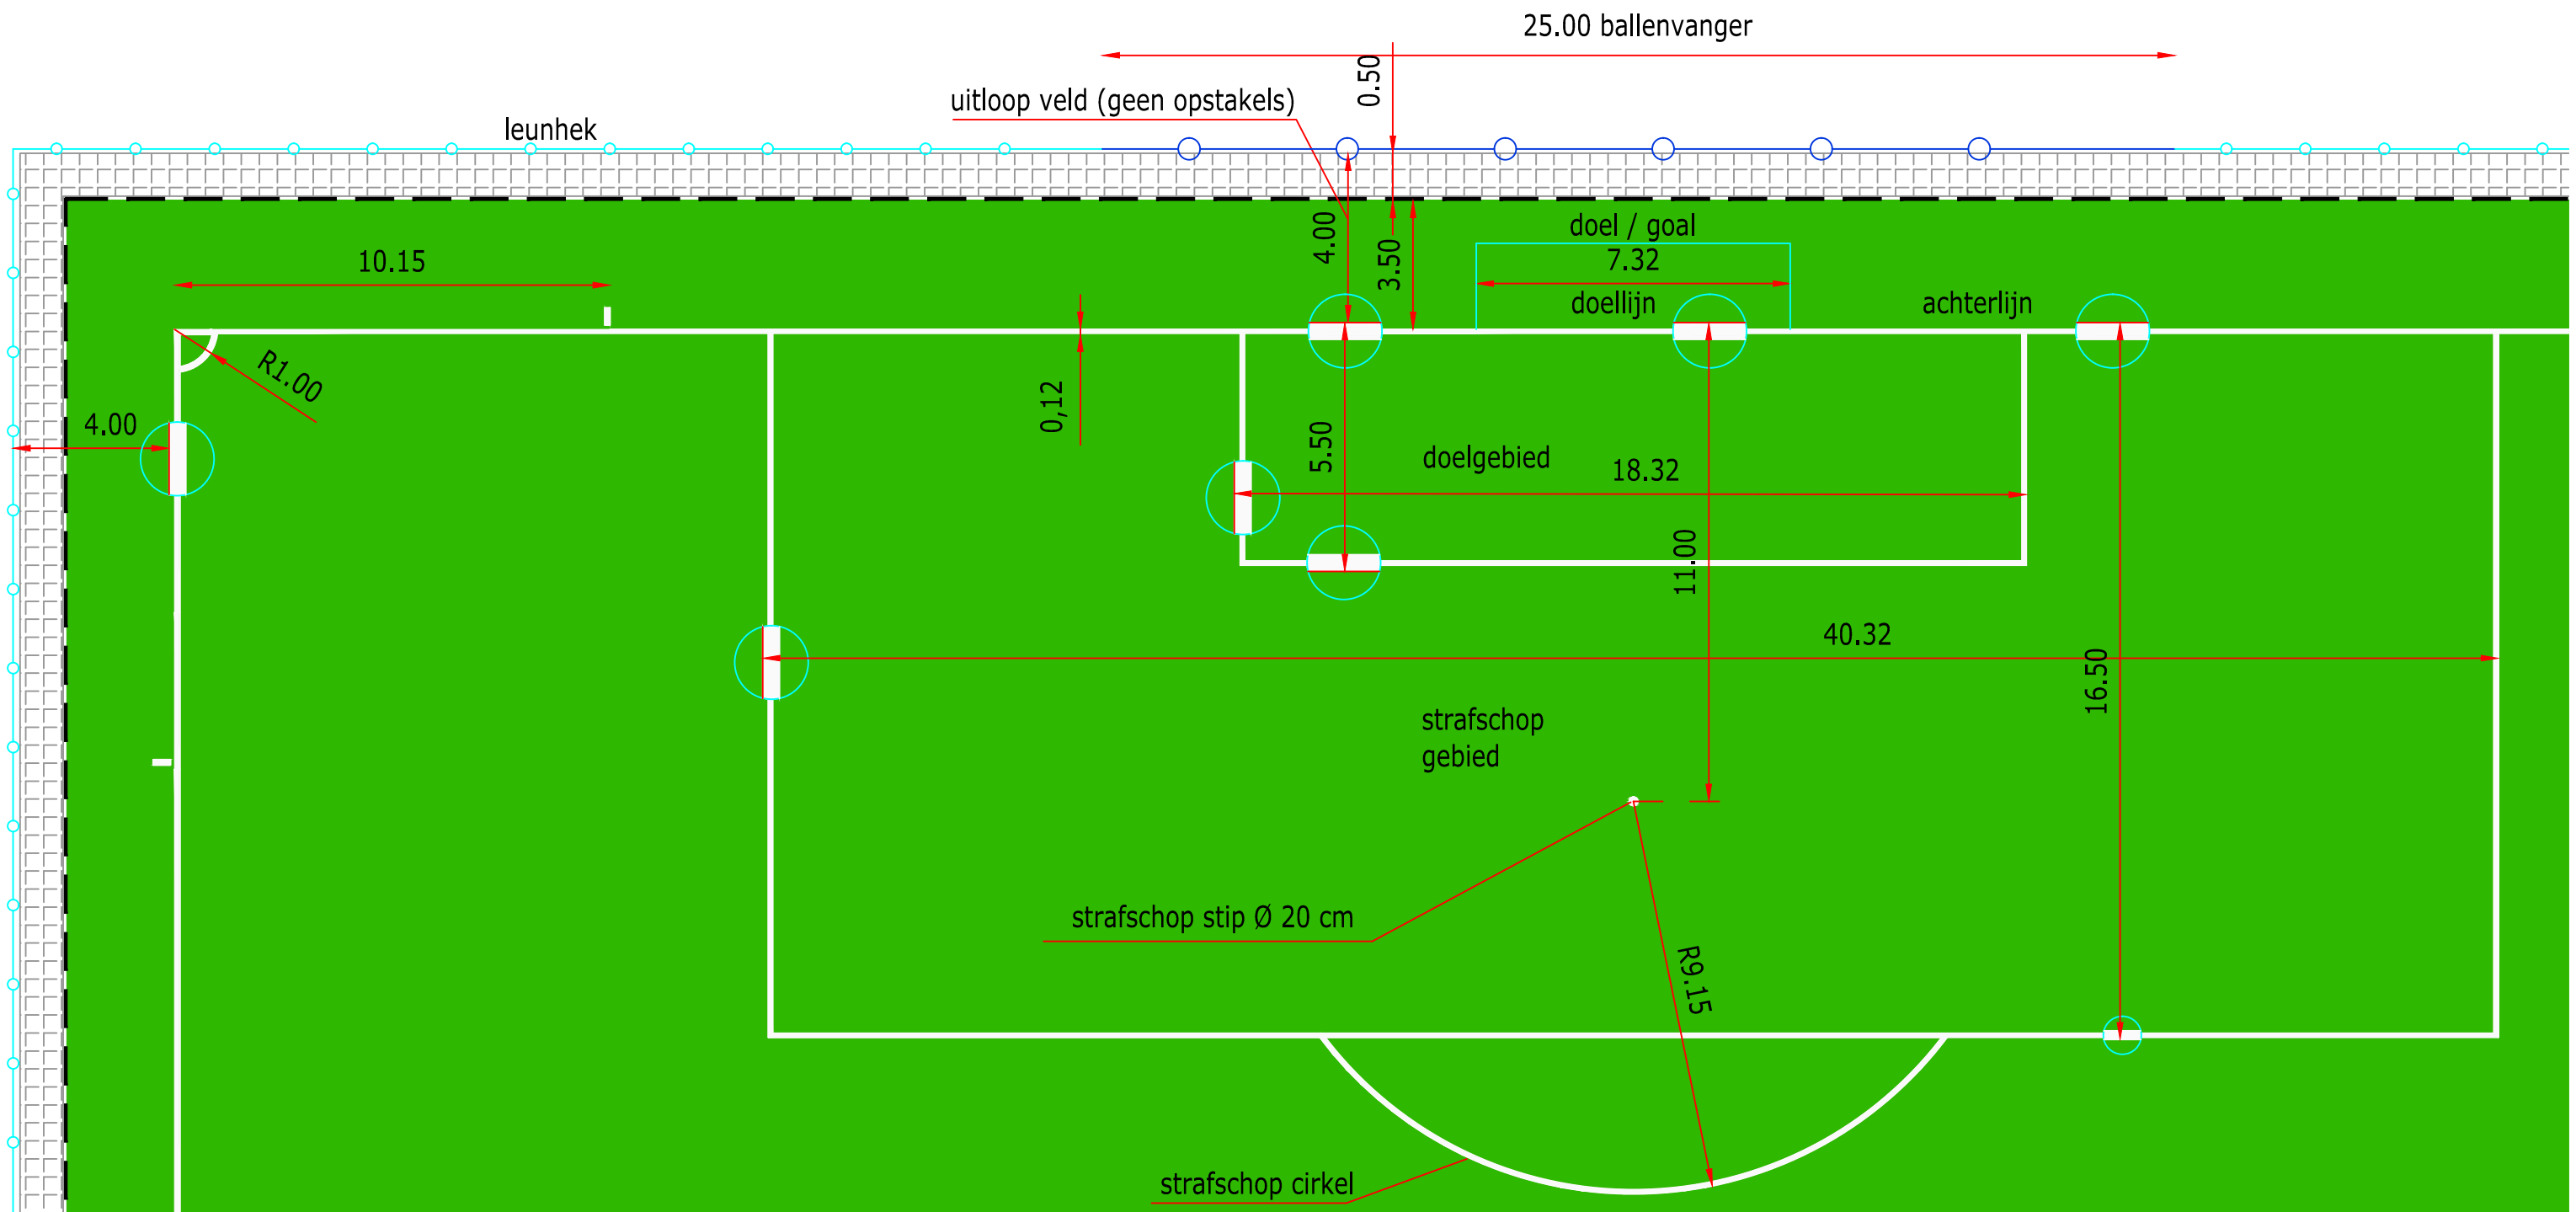 25.00 ballenvanger
0.50
uitloop veld (geen opstakels)
leunhek
doel / goal
7.32
4.00
3.50
10.15
doellijn
achterlijn
R1.00
0,12
4.00
5.50
doelgebied
18.32
11.00
40.32
16.50
strafschop
gebied
strafschop stip Ø 20 cm
R9.15
strafschop cirkel